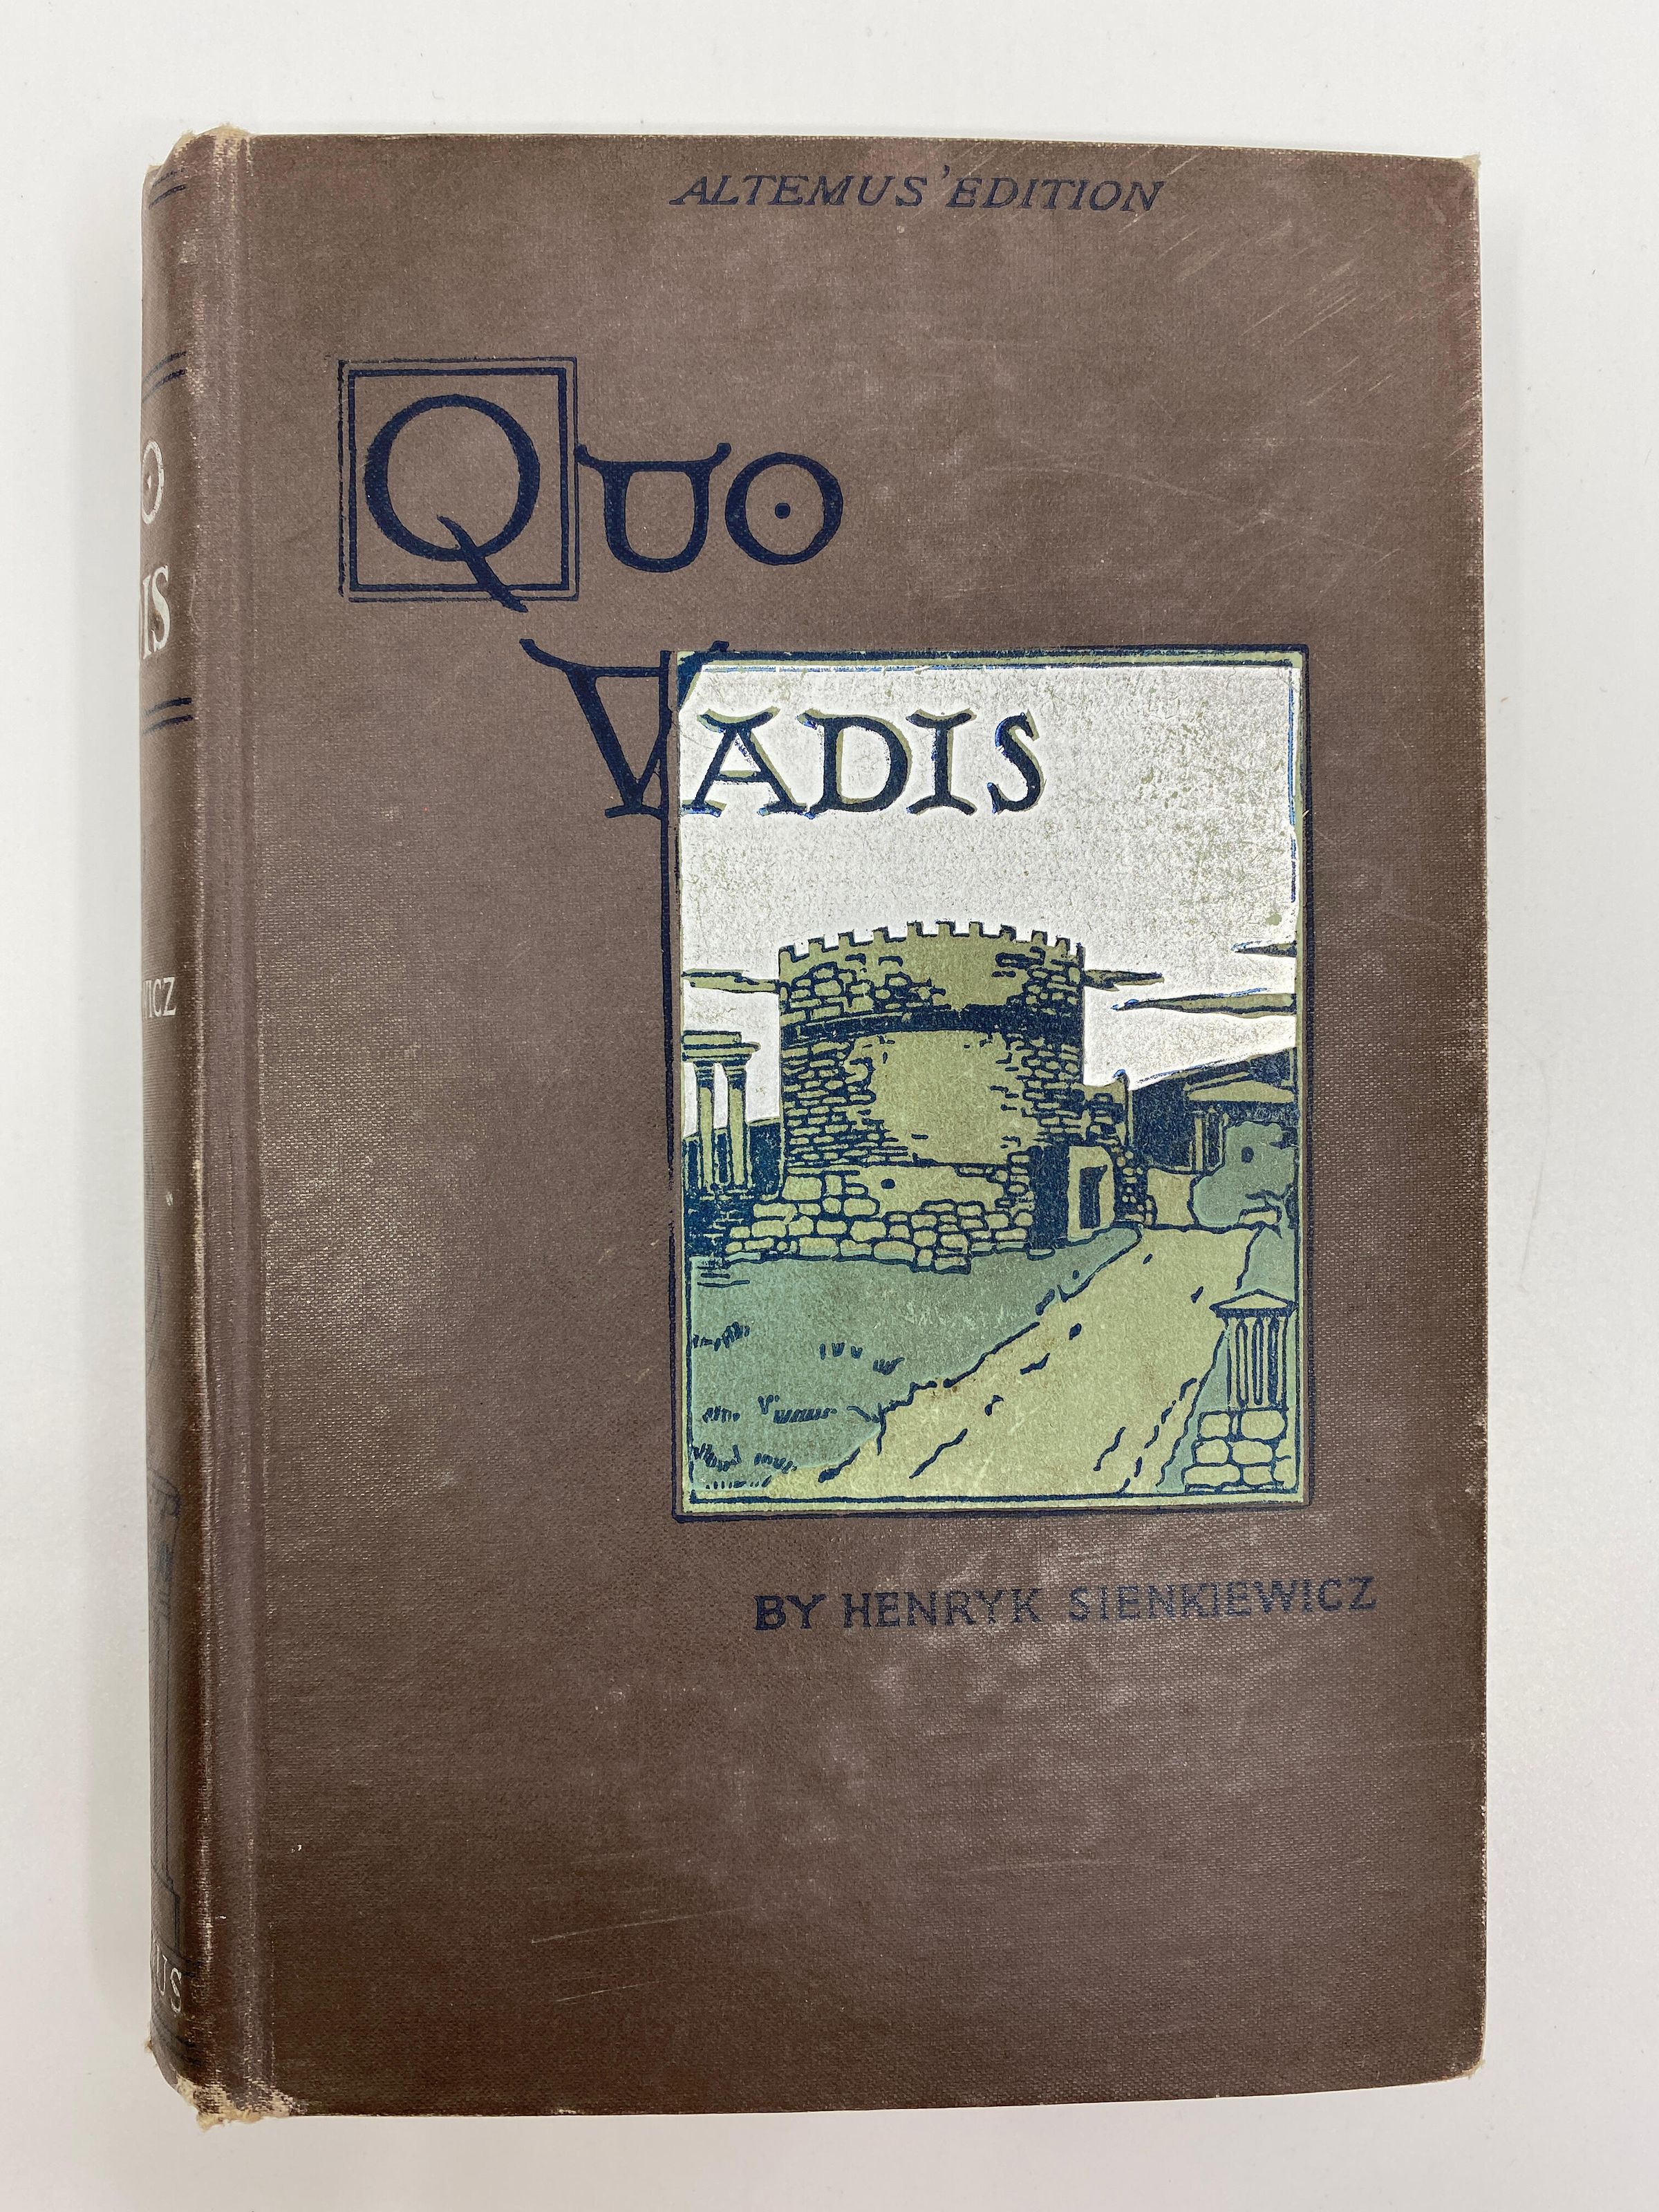 ALTEMUS' EDITION
QUO
VADIS
BY HENRYK SIENKIEWICZ